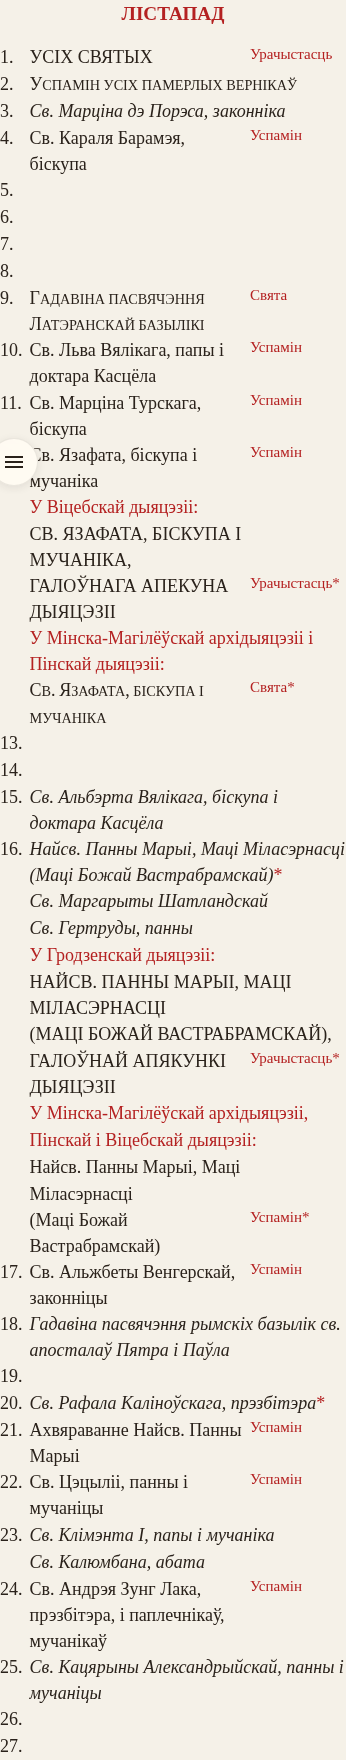 ЛІСТАПАД
1. УСІХ СВЯТЫХ Урачыстасць
2. Успамін усіх памерлых вернікаў
3. Св. Марціна дэ Порэса, законніка
4. Св. Караля Барамэя, Успамін
біскупа
5.
6.
7.
8.
9. Гадавіна пасвячэння Свята
Латэранскай базылікі
10. Св. Льва Вялікага, папы і Успамін
доктара Касцёла
11. Св. Марціна Турскага, Успамін
біскупа
Св. Язафата, біскупа і Успамін
мучаніка
У Віцебскай дыяцэзіі:
СВ. ЯЗАФАТА, БІСКУПА І
МУЧАНІКА,
ГАЛОЎНАГА АПЕКУНА Урачыстасць*
ДЫЯЦЭЗІІ
У Мінска-Магілёўскай архідыяцэзіі і
Пінскай дыяцэзіі:
Св. Язафата, біскупа і Свята*
мучаніка
13.
14.
15. Св. Альбэрта Вялікага, біскупа і
доктара Касцёла
16. Найсв. Панны Марыі, Маці Міласэрнасці
(Маці Божай Вастрабрамскай)*
Св. Маргарыты Шатландскай
Св. Гертруды, панны
У Гродзенскай дыяцэзіі:
НАЙСВ. ПАННЫ МАРЫІ, МАЦІ
МІЛАСЭРНАСЦІ
(МАЦІ БОЖАЙ ВАСТРАБРАМСКАЙ),
ГАЛОЎНАЙ АПЯКУНКІ Урачыстасць*
ДЫЯЦЭЗІІ
У Мінска-Магілёўскай архідыяцэзіі,
Пінскай і Віцебскай дыяцэзіі:
Найсв. Панны Марыі, Маці
Міласэрнасці
(Маці Божай Успамін*
Вастрабрамскай)
17. Св. Альжбеты Венгерскай, Успамін
законніцы
18. Гадавіна пасвячэння рымскіх базылік св.
апосталаў Пятра і Паўла
19.
20. Св. Рафала Каліноўскага, прэзбітэра*
21. Ахвяраванне Найсв. Панны Успамін
Марыі
22. Св. Цэцыліі, панны і Успамін
мучаніцы
23. Св. Клімэнта І, папы і мучаніка
Св. Калюмбана, абата
24. Св. Андрэя Зунг Лака, Успамін
прэзбітэра, і паплечнікаў,
мучанікаў
25. Св. Кацярыны Александрыйскай, панны і
мучаніцы
26.
27.